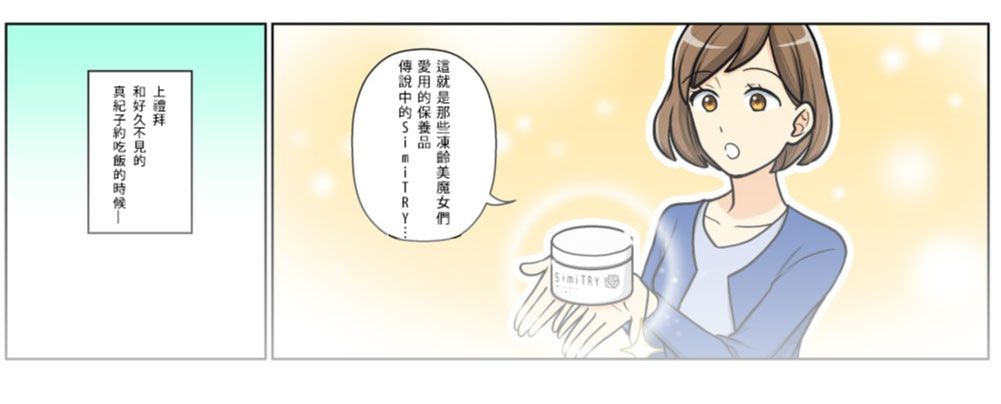 這就是那些凍齡美魔女們
愛用的保養品
傳說中的SimiTRY…
SimiTRY
上禮拜
和好久不見的
真紀子約吃飯的時候—